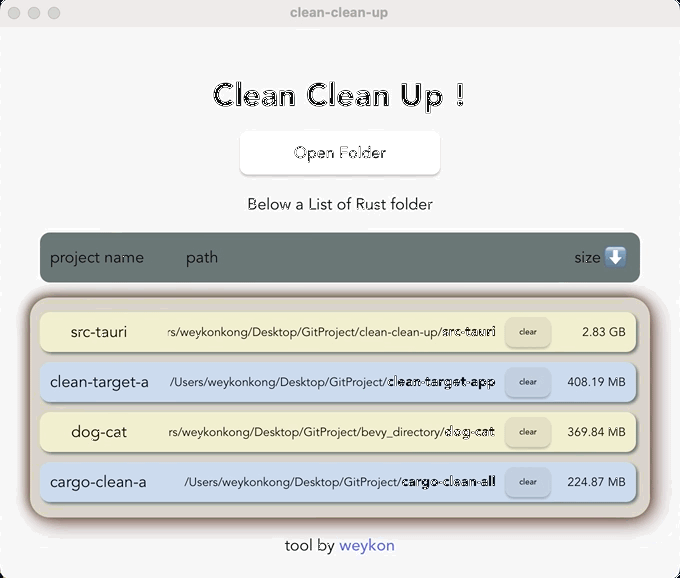 clean-clean-up
Clean Clean Up !
Open Folder
Below a List of Rust folder
project name path size ⬇️
src-tauri rs/weykonkong/Desktop/GitProject/clean-clean-up/src-tauri clear 2.83 GB
clean-target-a /Users/weykonkong/Desktop/GitProject/clean-target-app clear 408.19 MB
dog-cat rs/weykonkong/Desktop/GitProject/bevy_directory/dog-cat clear 369.84 MB
cargo-clean-a /Users/weykonkong/Desktop/GitProject/cargo-clean-all clear 224.87 MB
tool by weykon